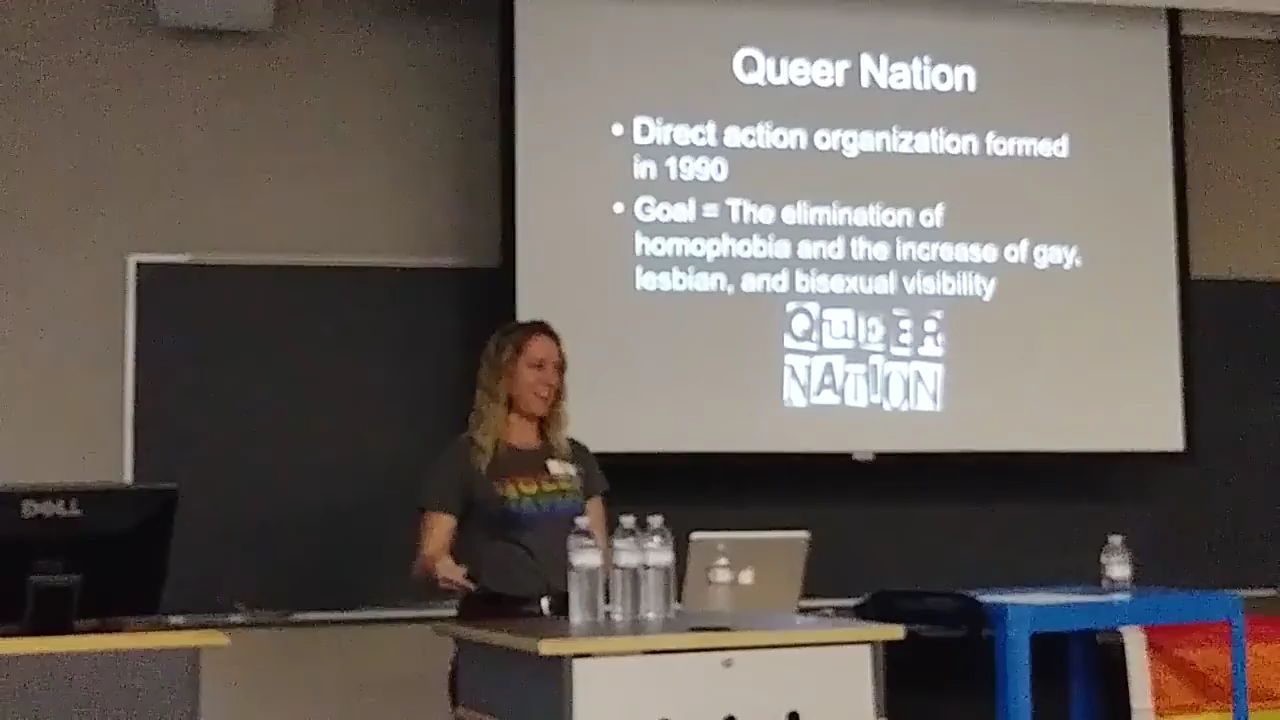 Queer Nation
• Direct action organization formed
in 1990
• Goal = The elimination of
homophobia and the increase of gay,
lesbian, and bisexual visibility
QUEER
NATION
DELL